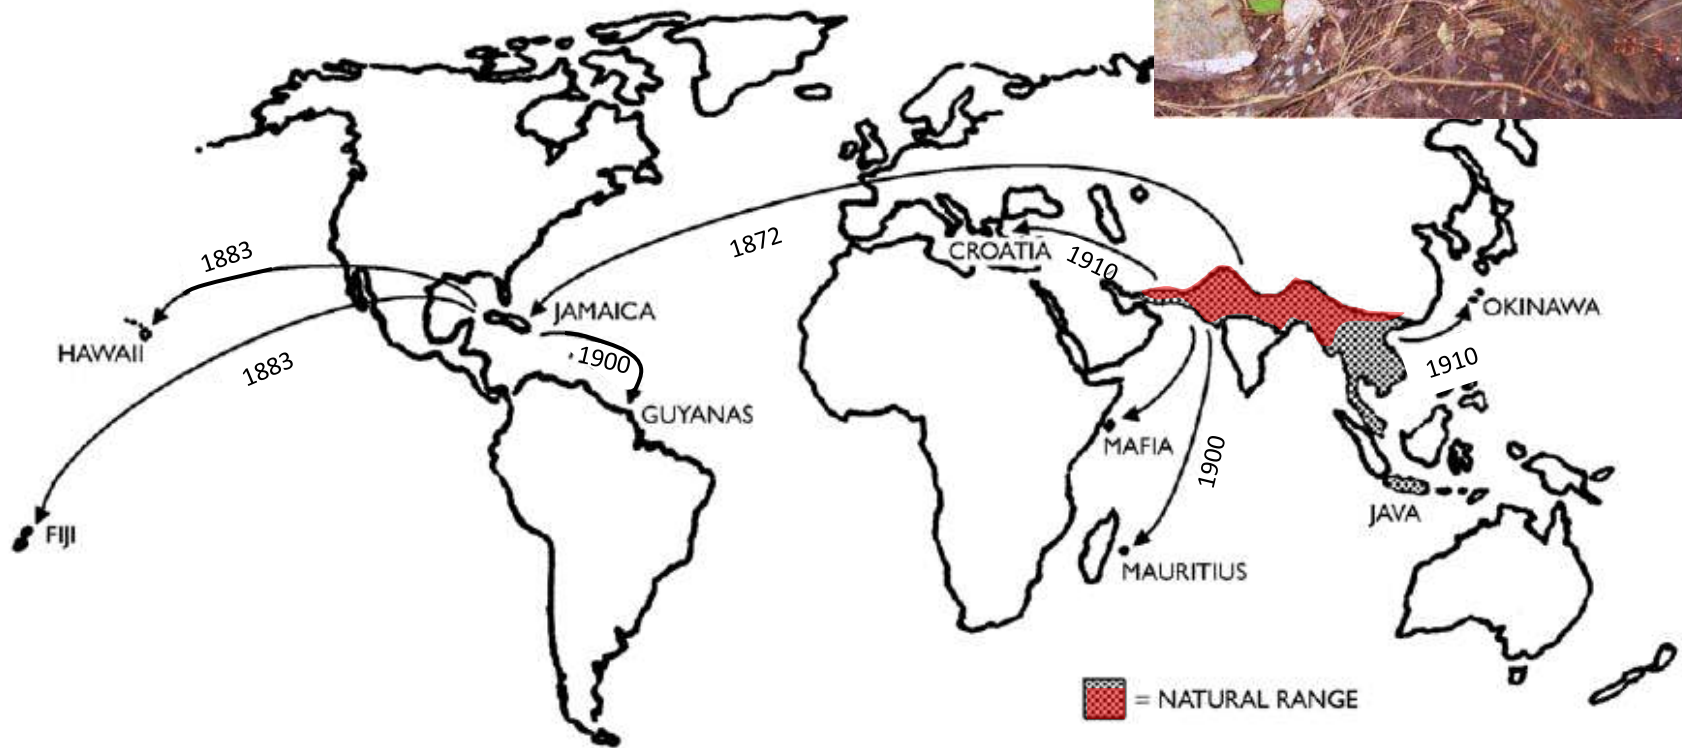 1872
1883
CROATIA
1910
JAMAICA
OKINAWA
HAWAII
1883
1900
1910
GUYANAS
MAFIA
1900
JAVA
FIJI
MAURITIUS
= NATURAL RANGE